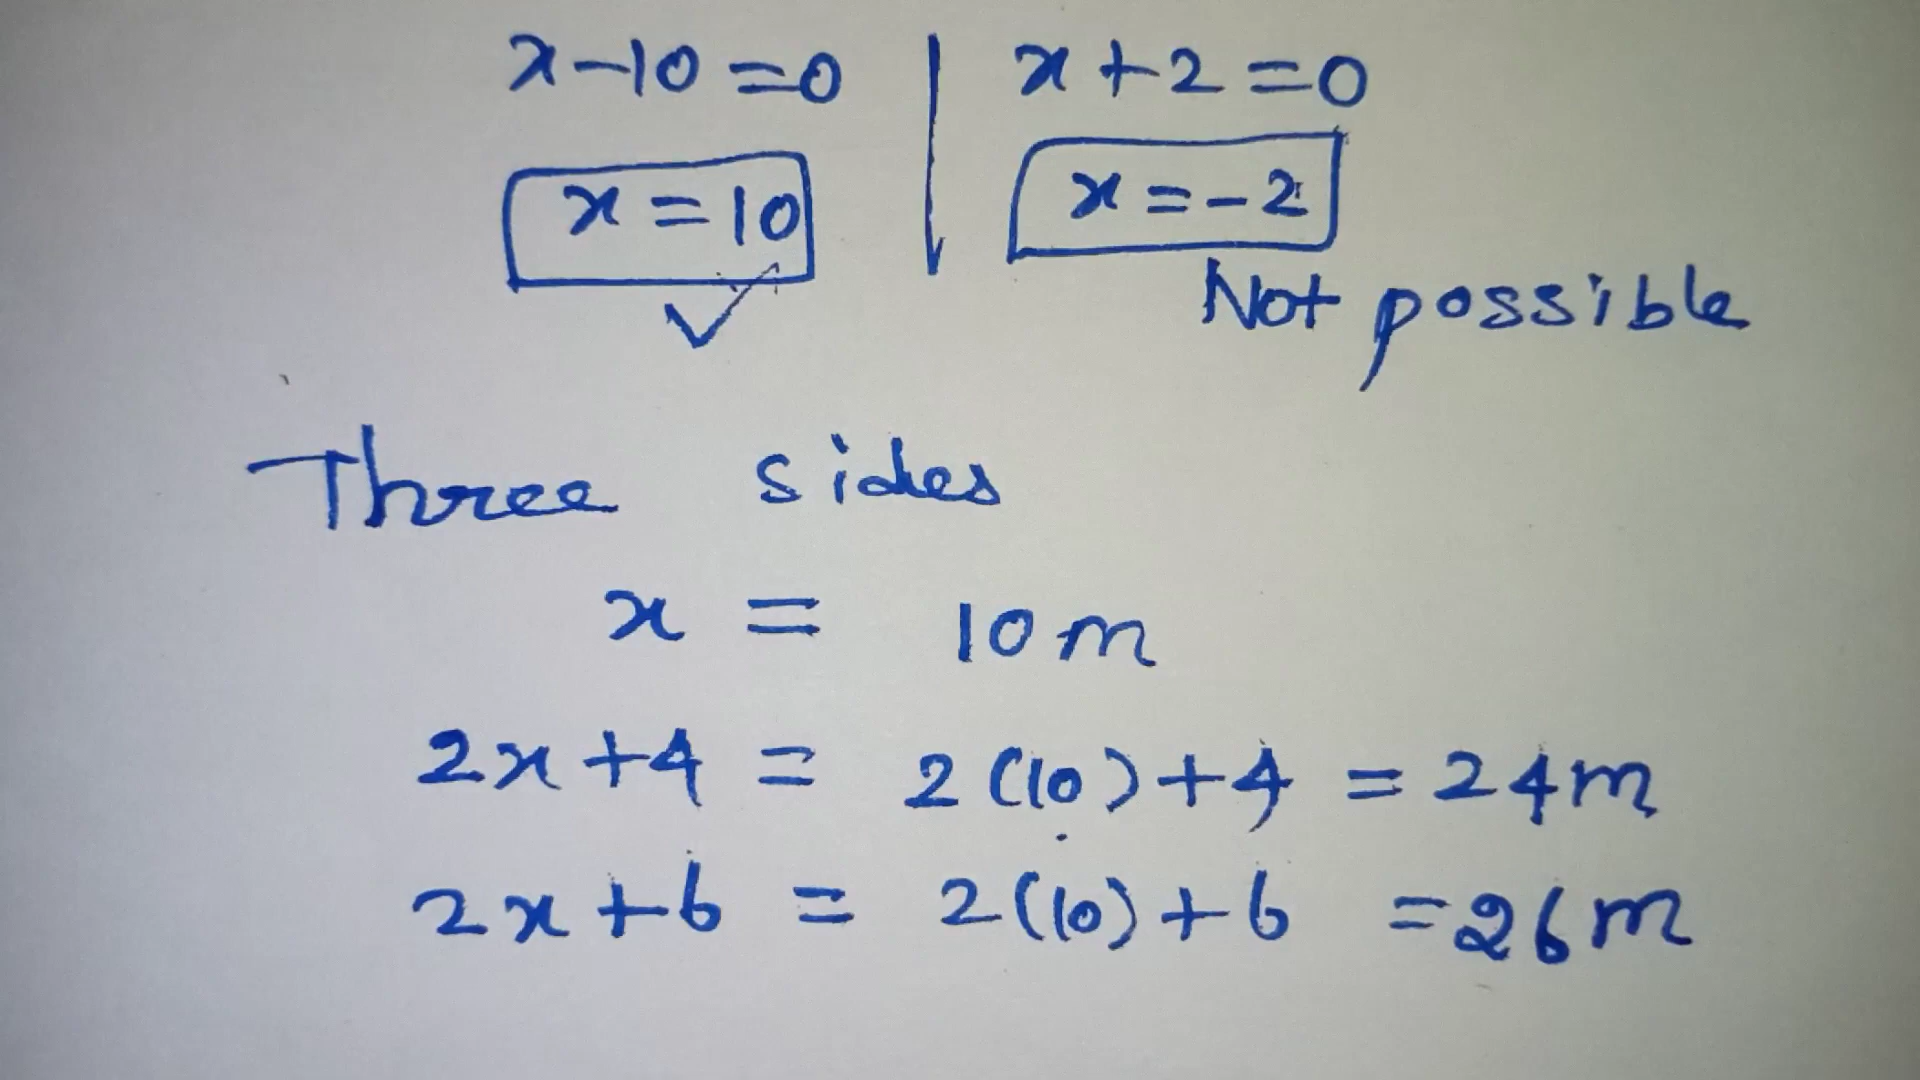 x-10=0 | x+2=0
x=10 x=-2
✓ Not possible
Three sides
x = 10m
2x+4 = 2(10)+4 = 24m
2x+6 = 2(10)+6 = 26m